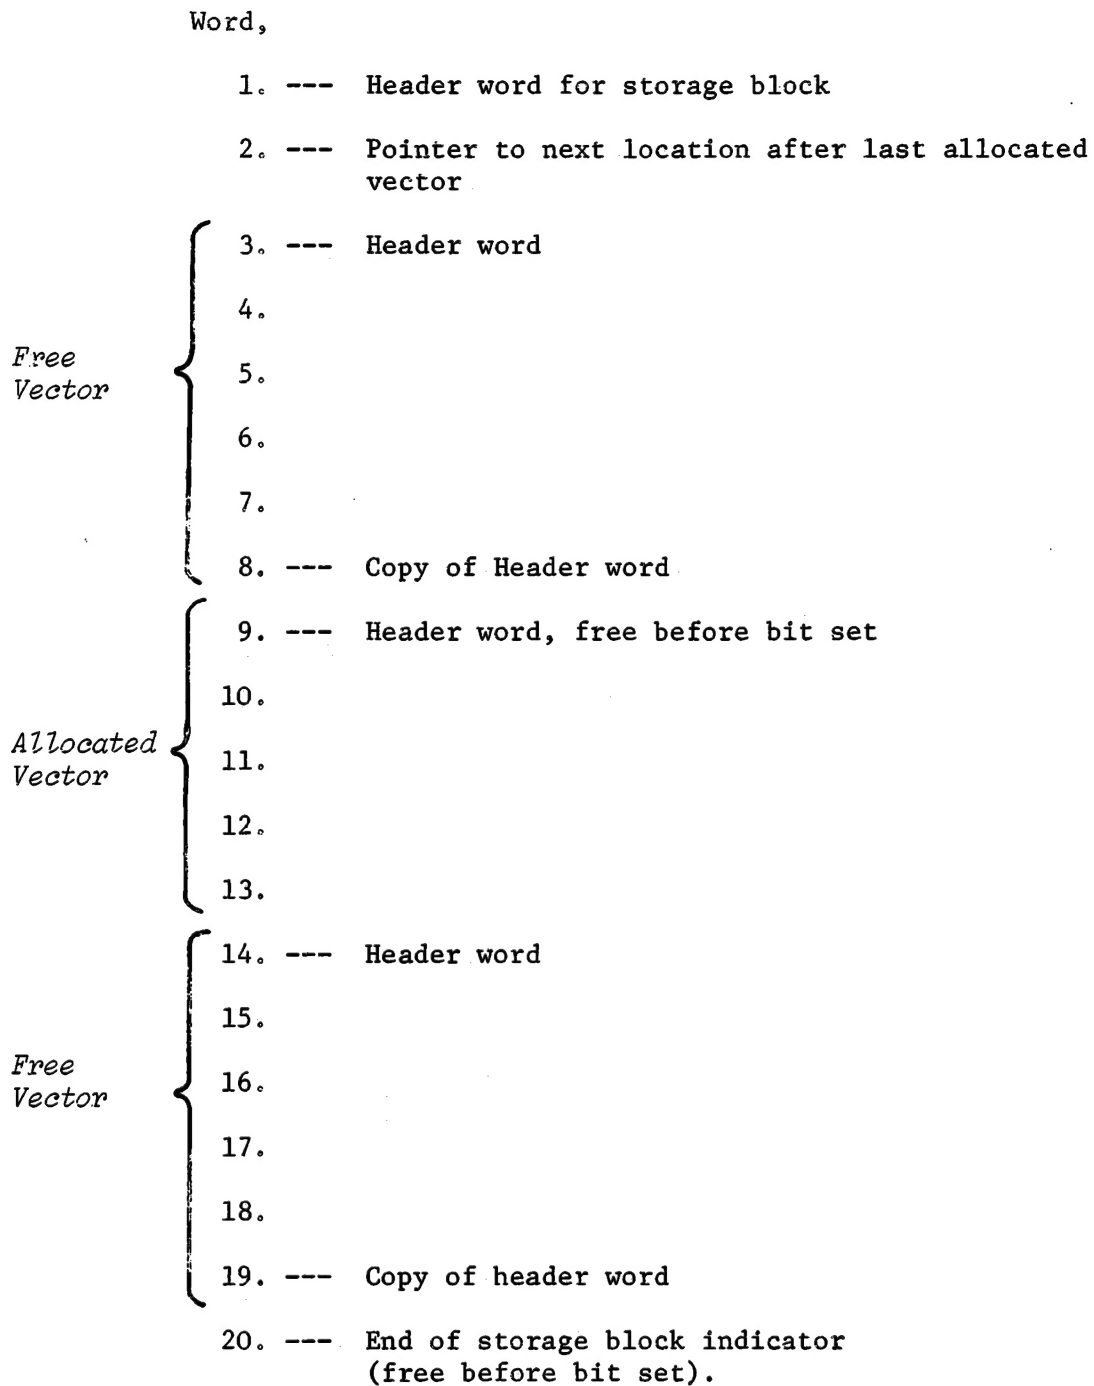 Word,
1. --- Header word for storage block
2. --- Pointer to next location after last allocated
vector
3. --- Header word
4.
Free
Vector
5.
6.
7.
8. --- Copy of Header word
9. --- Header word, free before bit set
10.
Allocated
Vector
11.
12.
13.
14. --- Header word
15.
Free
Vector
16.
17.
18.
19. --- Copy of header word
20. --- End of storage block indicator
(free before bit set).